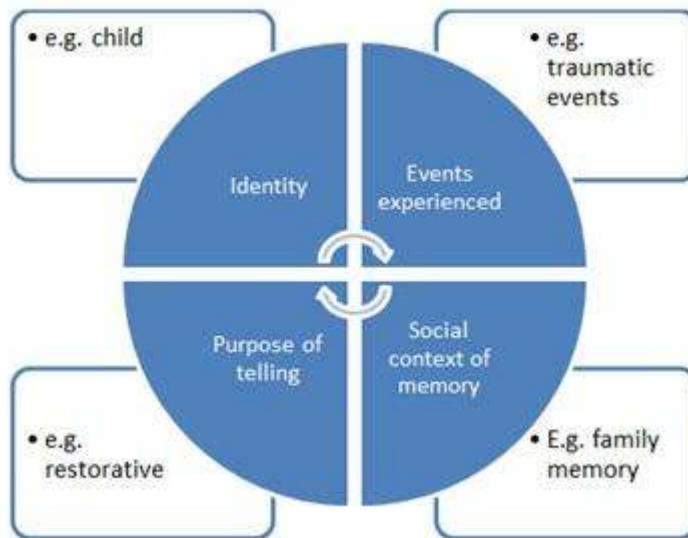 • e.g. child
• e.g.
traumatic
events
Identity
Events
experienced
Purpose of
telling
Social
context of
memory
• e.g.
restorative
• E.g. family
memory